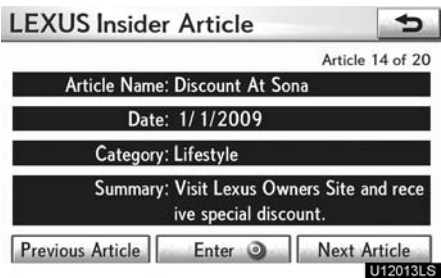 LEXUS Insider Article
Article 14 of 20
Article Name: Discount At Sona
Date: 1/ 1/2009
Category: Lifestyle
Summary: Visit Lexus Owners Site and rece
ive special discount.
Previous Article Enter Next Article
U12013LS